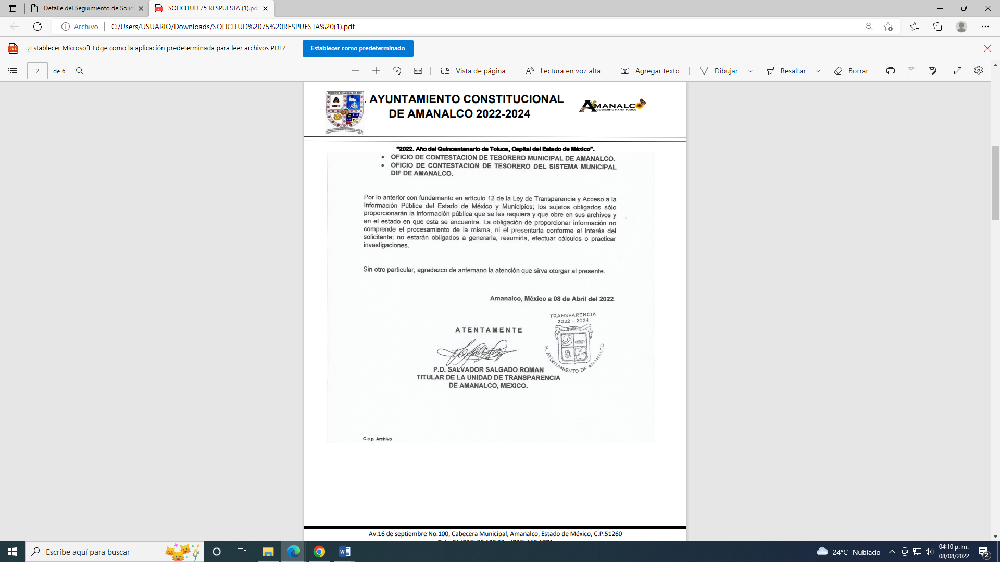 Detalle del Seguimiento de Solic
SOLICITUD 75 RESPUESTA (1).pd
Archivo
C:/Users/USUARIO/Downloads/SOLICITUD%2075%20RESPUESTA%20(1).pdf
¿Establecer Microsoft Edge como la aplicación predeterminada para leer archivos PDF?
Establecer como predeterminado
2 de 6
Vista de página
Lectura en voz alta
Agregar texto
Dibujar
Resaltar
Borrar
MUNICIPIO DE AMANALCO. MEX.
AYUNTAMIENTO CONSTITUCIONAL
DE AMANALCO 2022-2024
AMANALCO
GOBIERNO PARA TODOS
“2022. Año del Quincentenario de Toluca, Capital del Estado de México”.
• OFICIO DE CONTESTACION DE TESORERO MUNICIPAL DE AMANALCO.
• OFICIO DE CONTESTACION DE TESORERO DEL SISTEMA MUNICIPAL
DIF DE AMANALCO.
Por lo anterior con fundamento en artículo 12 de la Ley de Transparencia y Acceso a la
Información Pública del Estado de México y Municipios; los sujetos obligados sólo
proporcionarán la información pública que se les requiera y que obre en sus archivos y
en el estado en que esta se encuentra. La obligación de proporcionar información no
comprende el procesamiento de la misma, ni el presentarla conforme al interés del
solicitante; no estarán obligados a generarla, resumirla, efectuar cálculos o practicar
investigaciones.
Sin otro particular, agradezco de antemano la atención que sirva otorgar al presente.
Amanalco, México a 08 de Abril del 2022.
TRANSPARENCIA
2022 - 2024
AMANALCO
H. AYUNTAMIENTO DE AMANALCO
ATENTAMENTE
P.D. SALVADOR SALGADO ROMAN
TITULAR DE LA UNIDAD DE TRANSPARENCIA
DE AMANALCO, MEXICO.
C.c.p. Archivo
Av.16 de septiembre No.100, Cabecera Municipal, Amanalco, Estado de México, C.P.51260
Escribe aquí para buscar
24°C Nublado
04:10 p. m.
08/08/2022
2